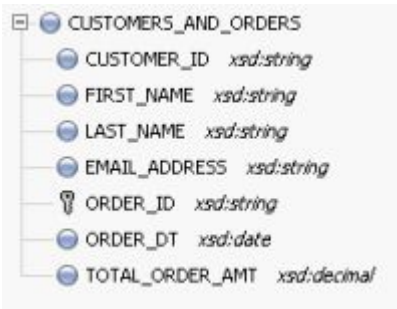 CUSTOMERS_AND_ORDERS
CUSTOMER_ID xsd:string
FIRST_NAME xsd:string
LAST_NAME xsd:string
EMAIL_ADDRESS xsd:string
ORDER_ID xsd:string
ORDER_DT xsd:date
TOTAL_ORDER_AMT xsd:decimal